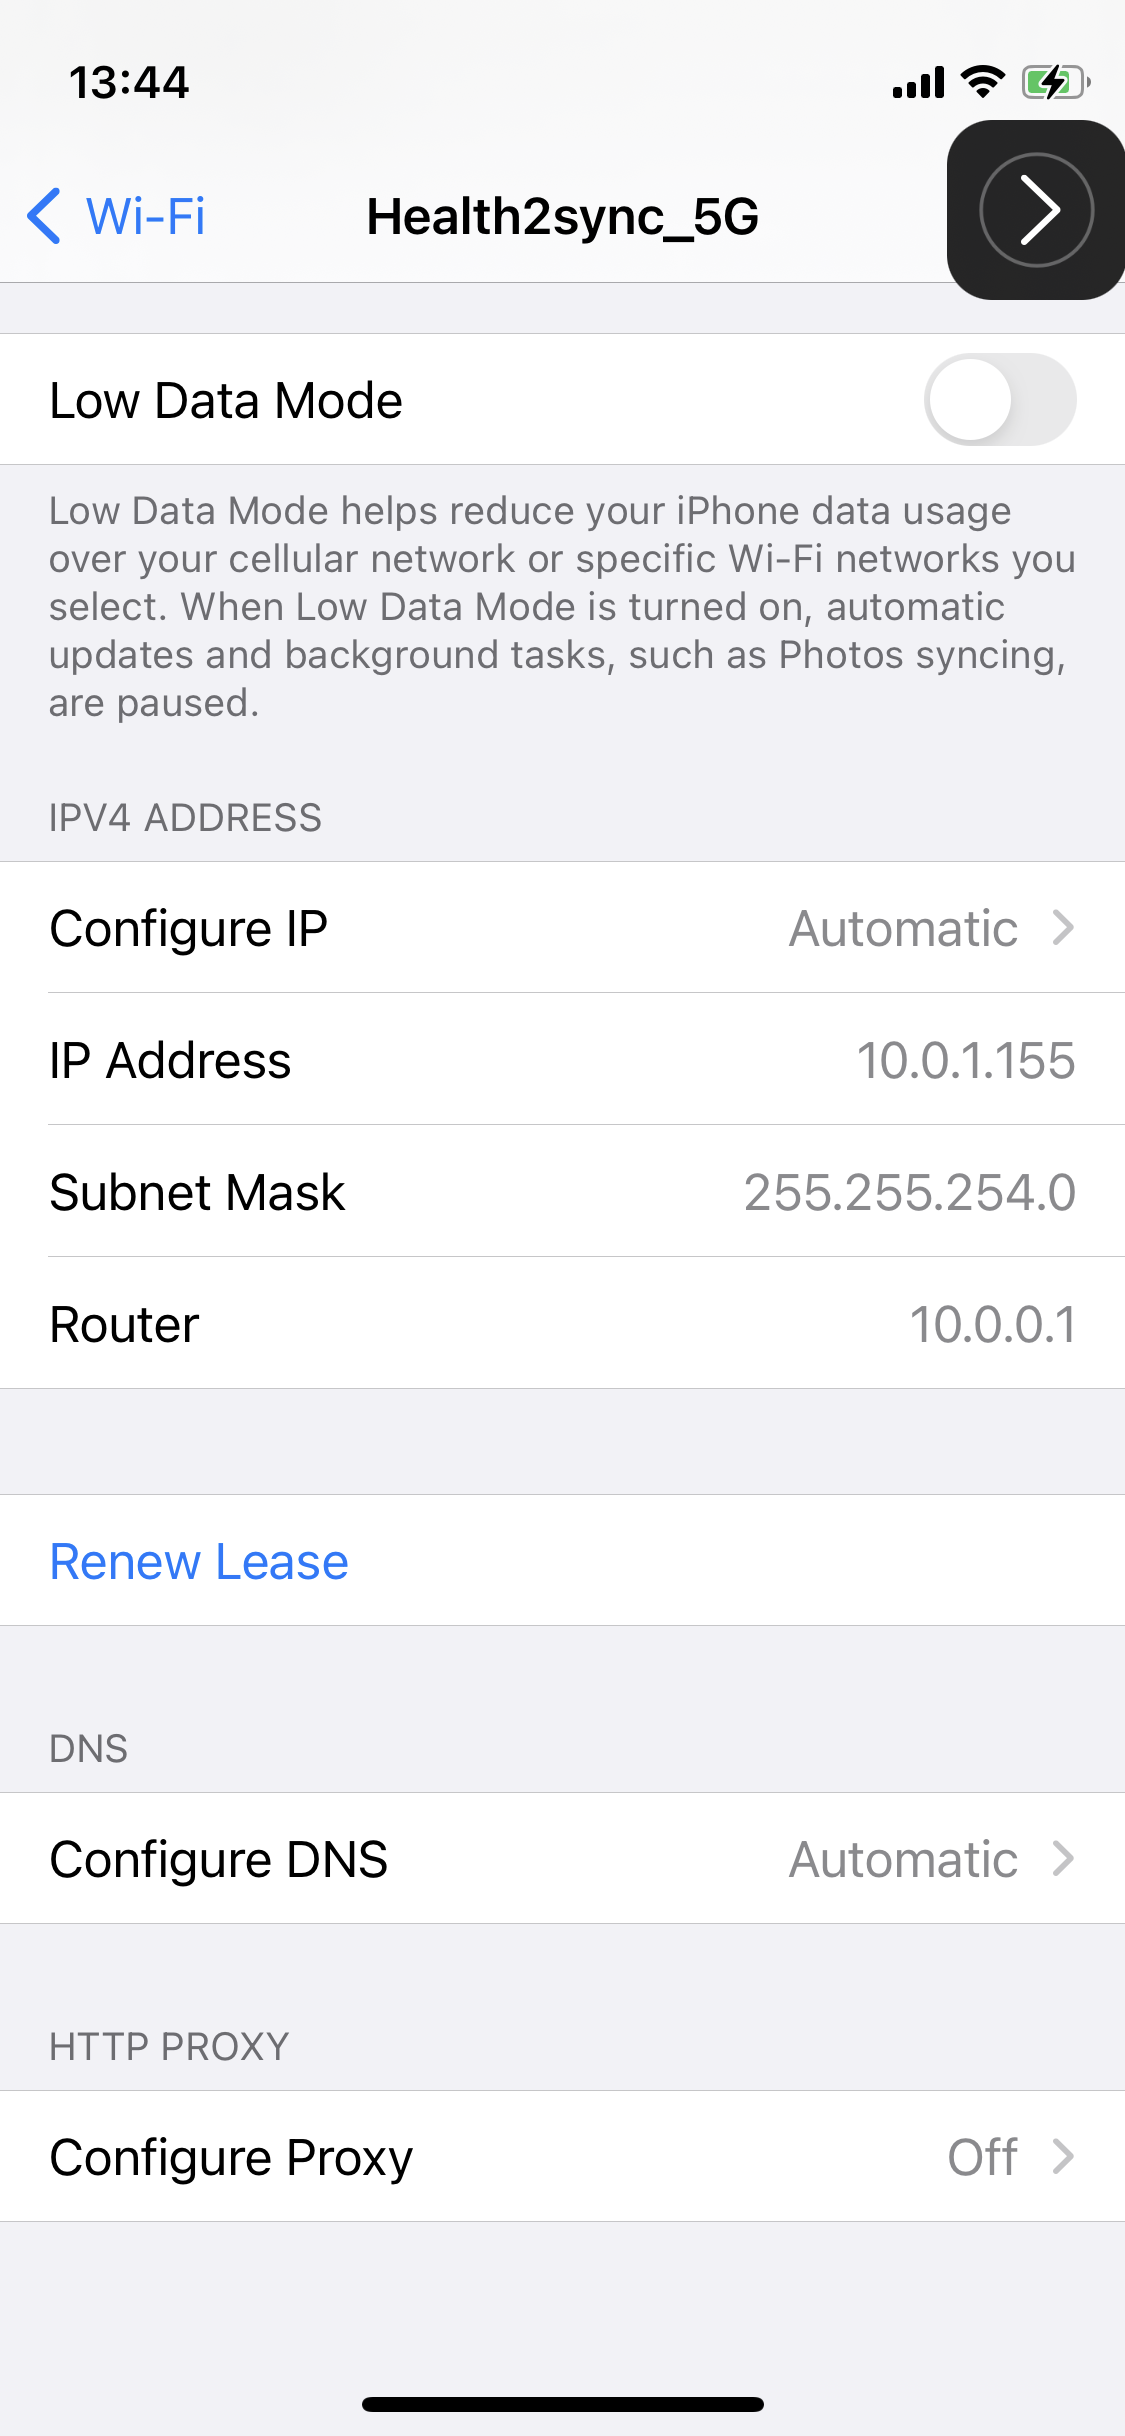 13:44
Wi-Fi
Health2sync_5G
Low Data Mode
Low Data Mode helps reduce your iPhone data usage
over your cellular network or specific Wi-Fi networks you
select. When Low Data Mode is turned on, automatic
updates and background tasks, such as Photos syncing,
are paused.
IPV4 ADDRESS
Configure IP Automatic
IP Address 10.0.1.155
Subnet Mask 255.255.254.0
Router 10.0.0.1
Renew Lease
DNS
Configure DNS Automatic
HTTP PROXY
Configure Proxy Off